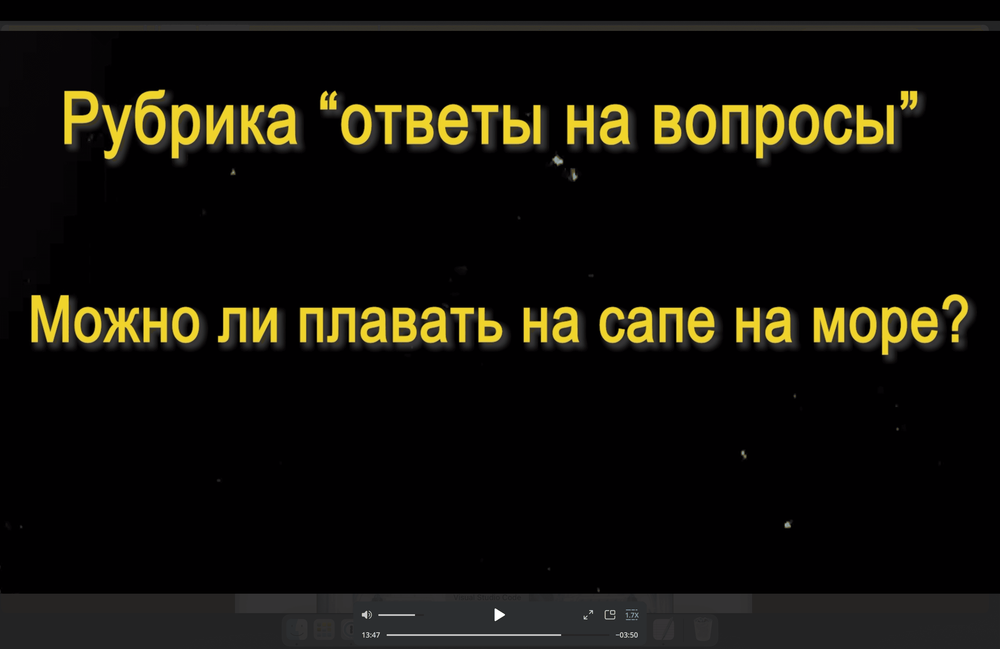 Рубрика “ответы на вопросы”
Можно ли плавать на сапе на море?
1.7X
13:47
−03:50